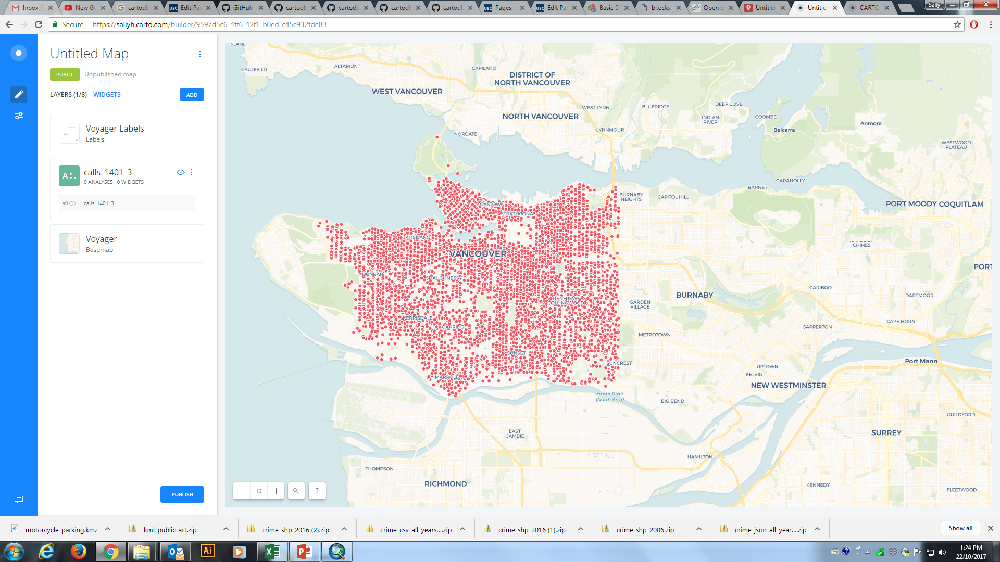 Inbox (
New Go
cartodb
Edit Pag
GitHub
cartodb
cartodb
cartodb
cartodb
Pages
Edit Pa
Basic D
bl.ocks.
Open d
Untitle
Untitle
CARTO
Sally
Secure
https://sallyh.carto.com/builder/9597d5c6-4ff6-42f1-b0ed-c45c932fde83
Untitled Map
PUBLIC
Unpublished map
LAYERS (1/8)
WIDGETS
ADD
Voyager Labels
Labels
A
calls_1401_3
0 ANALYSES 0 WIDGETS
a0
calls_1401_3
Voyager
Basemap
PUBLISH
ISLAND
CAULFEILD
ALTAMONT
CAPILANO
DISTRICT OF
NORTH VANCOUVER
WEST VANCOUVER
WEST LYNN
NORTH VANCOUVER
BLUERIDGE
DEEP COVE
INDIAN
RIVER
COOMBE
LYNNMOUR
NORGATE
Belcarra
Anmore
WESTWOOD
PLATEAU
CARAHOLLY
BARNET
BURNABY
HEIGHTS
CAPITOL HILL
PORT MOODY
COQUITLAM
GASTOWN
STRATHCONA
KITSILANO
CHINES
VANCOUVER
PORT
DUNBAR
SHAUGHNESSY
CARIBOO
BURNABY
DARTMOOR
RENFREW-
COLLINGWOOD
GARDEN
VILLAGE
KERRISDALE
OAKRIDGE
CAPE HORN
SAPPERTON
METROTOWN
SUNSET
SUNCREST
Port Mann
UPTOWN
KELVIN
MARPOLE
NEW WESTMINSTER
Fraser River
(North Arm)
BIG BEND
GUILDFORD
EAST
CAMBIE
SURREY
HAMILTON
THOMPSON
RICHMOND
KENNEDY
FLEETWOOD
12
?
CART
motorcycle_parking.kmz
kml_public_art.zip
crime_shp_2016 (2).zip
crime_csv_all_years....zip
crime_shp_2016 (1).zip
crime_shp_2006.zip
crime_json_all_year....zip
Show all
1:24 PM
22/10/2017